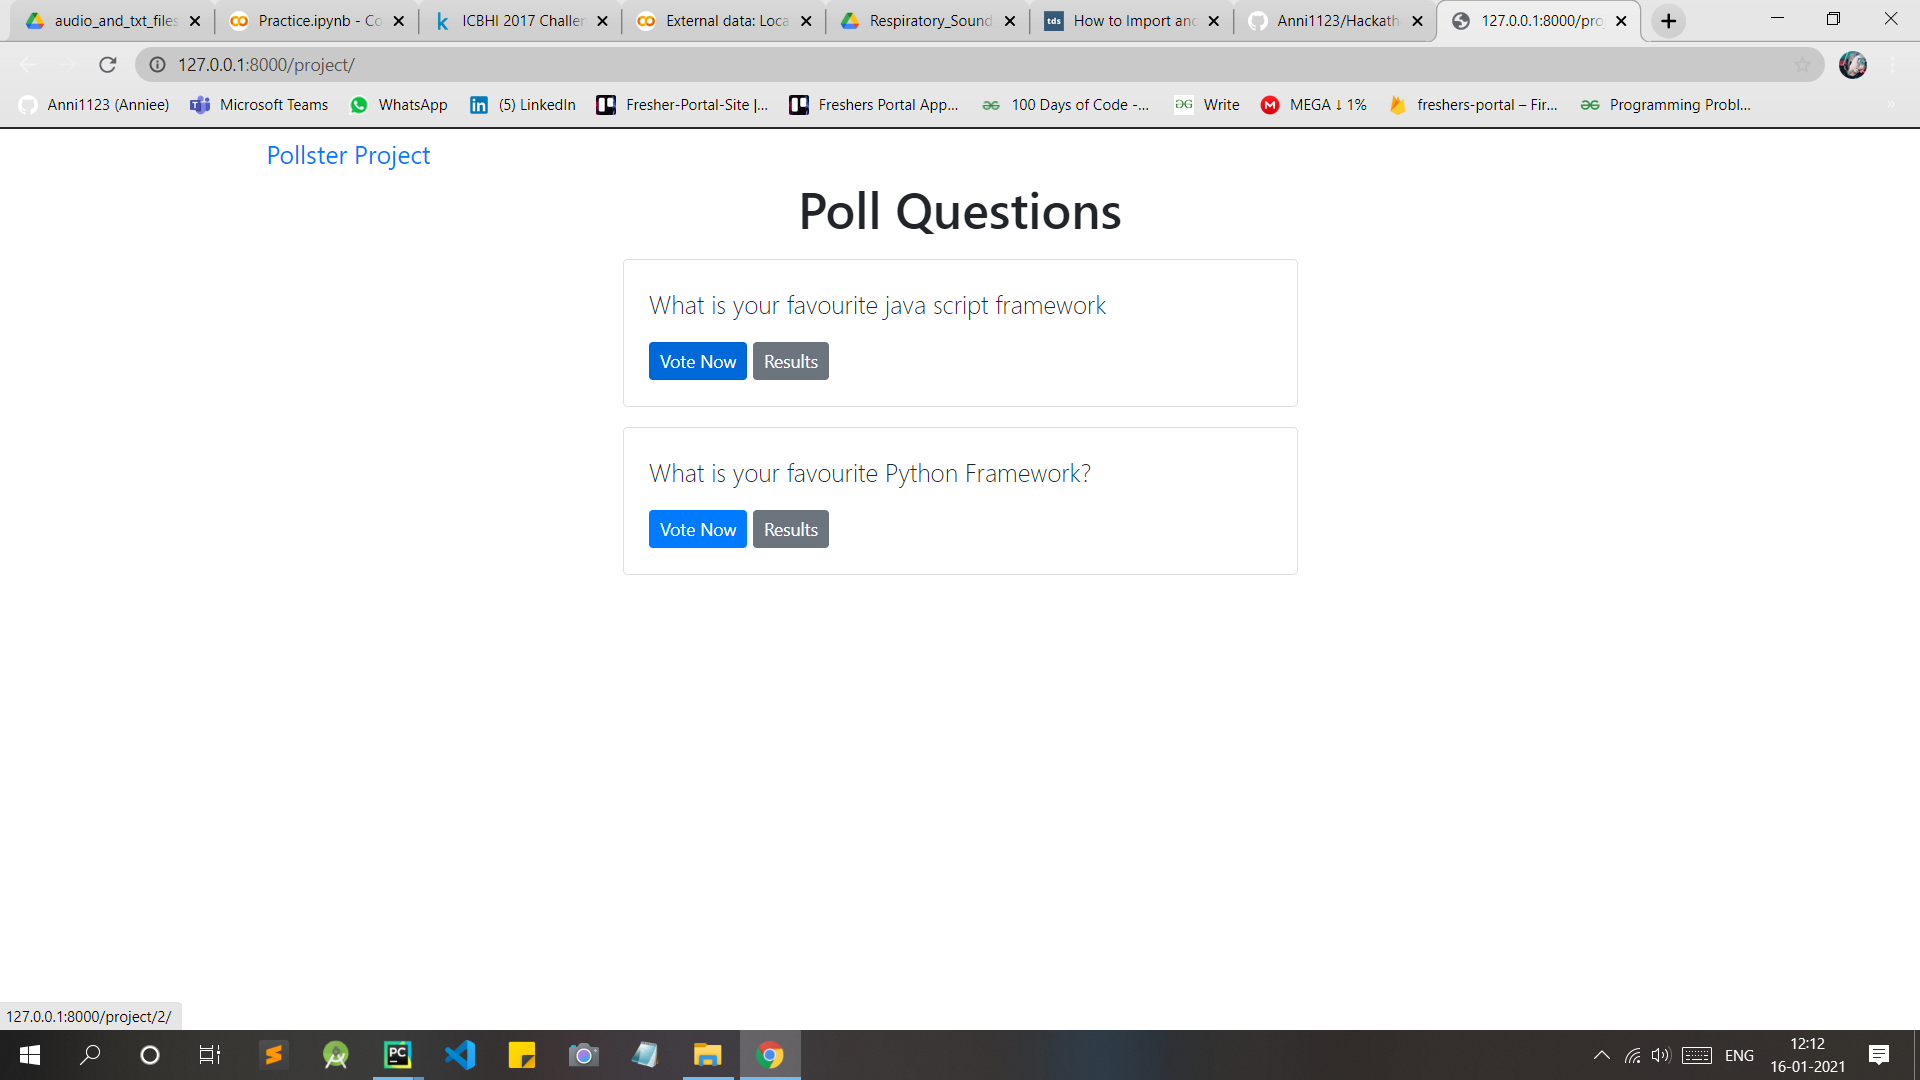 audio_and_txt_files
Practice.ipynb - Co
ICBHI 2017 Challen
External data: Loca
Respiratory_Sound
tds How to Import and
Anni1123/Hackath
127.0.0.1:8000/pro
127.0.0.1:8000/project/
Anni1123 (Anniee)
Microsoft Teams
WhatsApp
(5) LinkedIn
Fresher-Portal-Site |...
Freshers Portal App...
100 Days of Code -...
Write
MEGA ↓ 1%
freshers-portal – Fir...
Programming Probl...
Pollster Project
Poll Questions
What is your favourite java script framework
Vote Now Results
What is your favourite Python Framework?
Vote Now Results
127.0.0.1:8000/project/2/
PC
ENG
12:12
16-01-2021